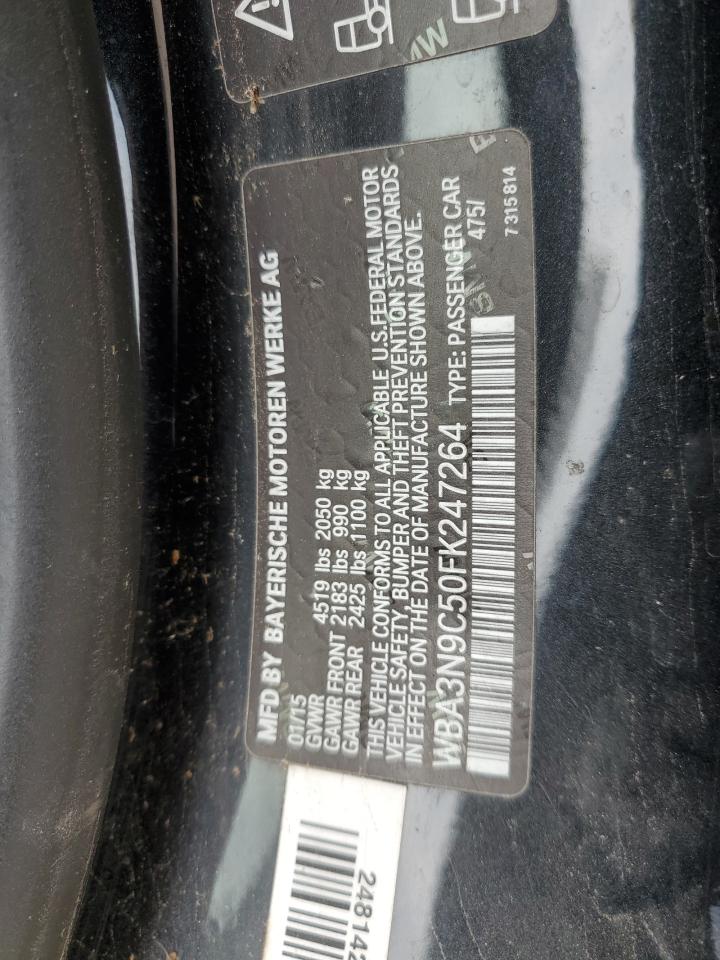 MFD BY BAYERISCHE MOTOREN WERKE AG
01/15
GVWR 4519 lbs 2050 kg
GAWR FRONT 2183 lbs 990 kg
GAWR REAR 2425 lbs 1100 kg
THIS VEHICLE CONFORMS TO ALL APPLICABLE U.S. FEDERAL MOTOR
VEHICLE SAFETY, BUMPER AND THEFT PREVENTION STANDARDS
IN EFFECT ON THE DATE OF MANUFACTURE SHOWN ABOVE.
WBA3N9C50FK247264 TYPE: PASSENGER CAR
475/
7 315 814